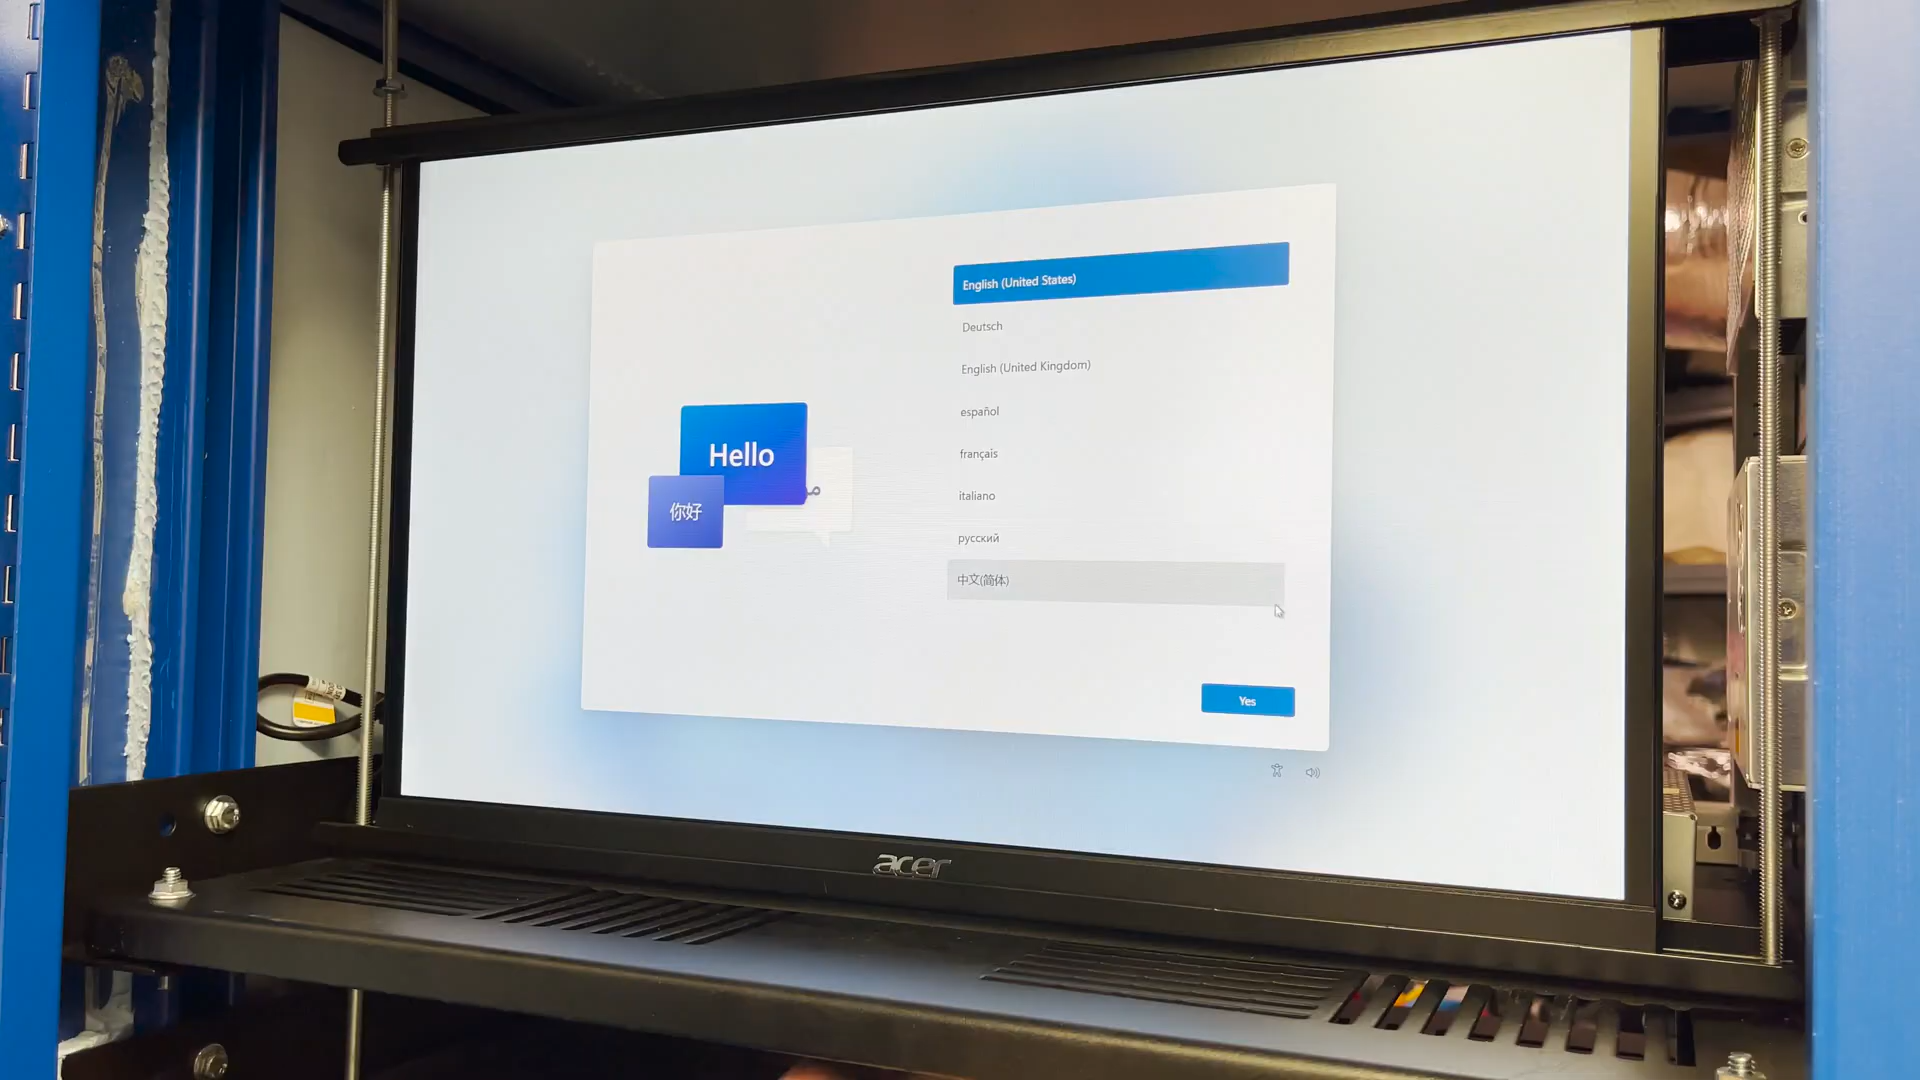 English (United States)
Deutsch
English (United Kingdom)
español
français
italiano
русский
中文(简体)
Hello
你好
Yes
acer